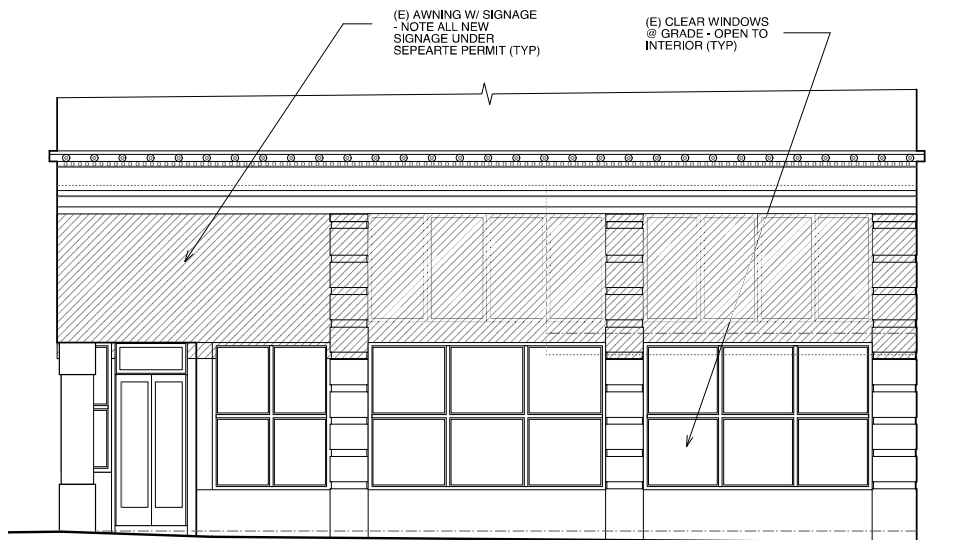 (E) AWNING W/ SIGNAGE
- NOTE ALL NEW
SIGNAGE UNDER
SEPEARTE PERMIT (TYP)
(E) CLEAR WINDOWS
@ GRADE - OPEN TO
INTERIOR (TYP)